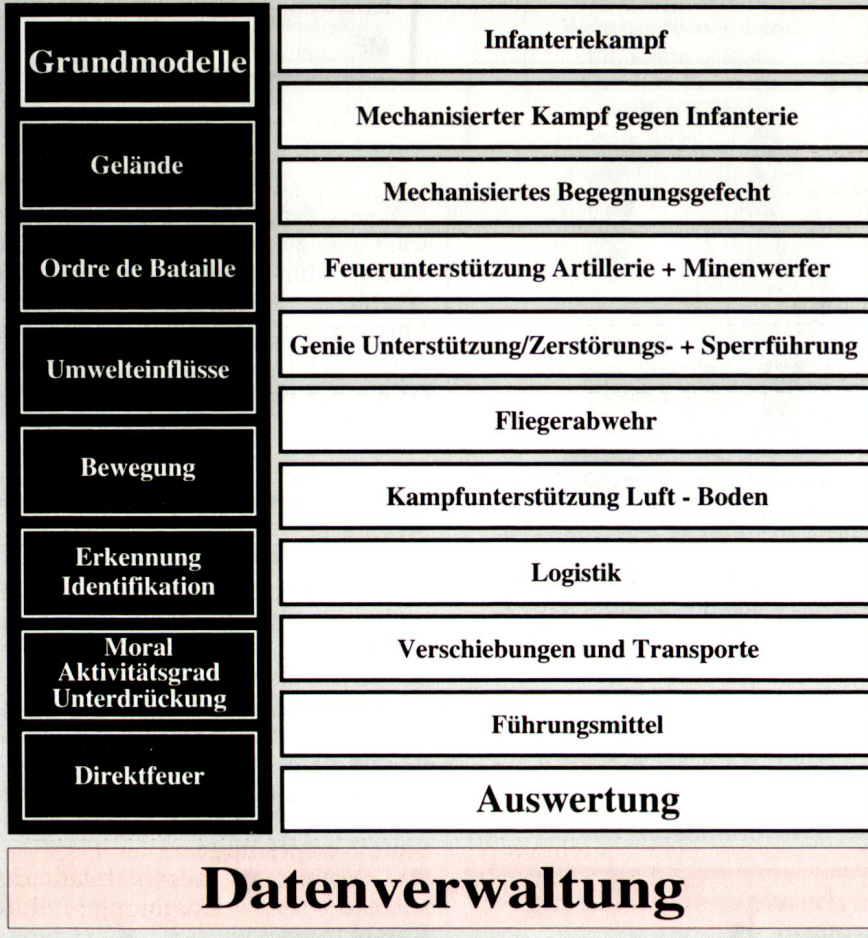 Grundmodelle
Gelände
Ordre de Bataille
Umwelteinflüsse
Bewegung
Erkennung
Identifikation
Moral
Aktivitätsgrad
Unterdrückung
Direktfeuer
Infanteriekampf
Mechanisierter Kampf gegen Infanterie
Mechanisiertes Begegnungsgefecht
Feuerunterstützung Artillerie + Minenwerfer
Genie Unterstützung/Zerstörungs- + Sperrführung
Fliegerabwehr
Kampfunterstützung Luft - Boden
Logistik
Verschiebungen und Transporte
Führungsmittel
Auswertung
Datenverwaltung